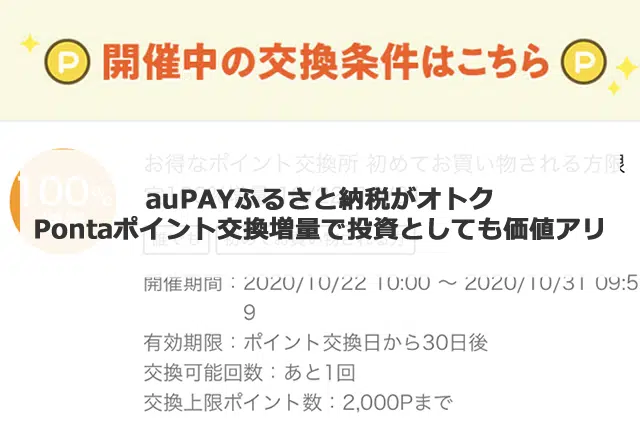 P 開催中の交換条件はこちら P
お得なポイント交換所 初めてお買い物される方限
100%
auPAYふるさと納税がオトク
Pontaポイント交換増量で投資としても価値アリ
開催期間：2020/10/22 10:00 〜 2020/10/31 09:5
9
有効期限：ポイント交換日から30日後
交換可能回数：あと1回
交換上限ポイント数：2,000Pまで